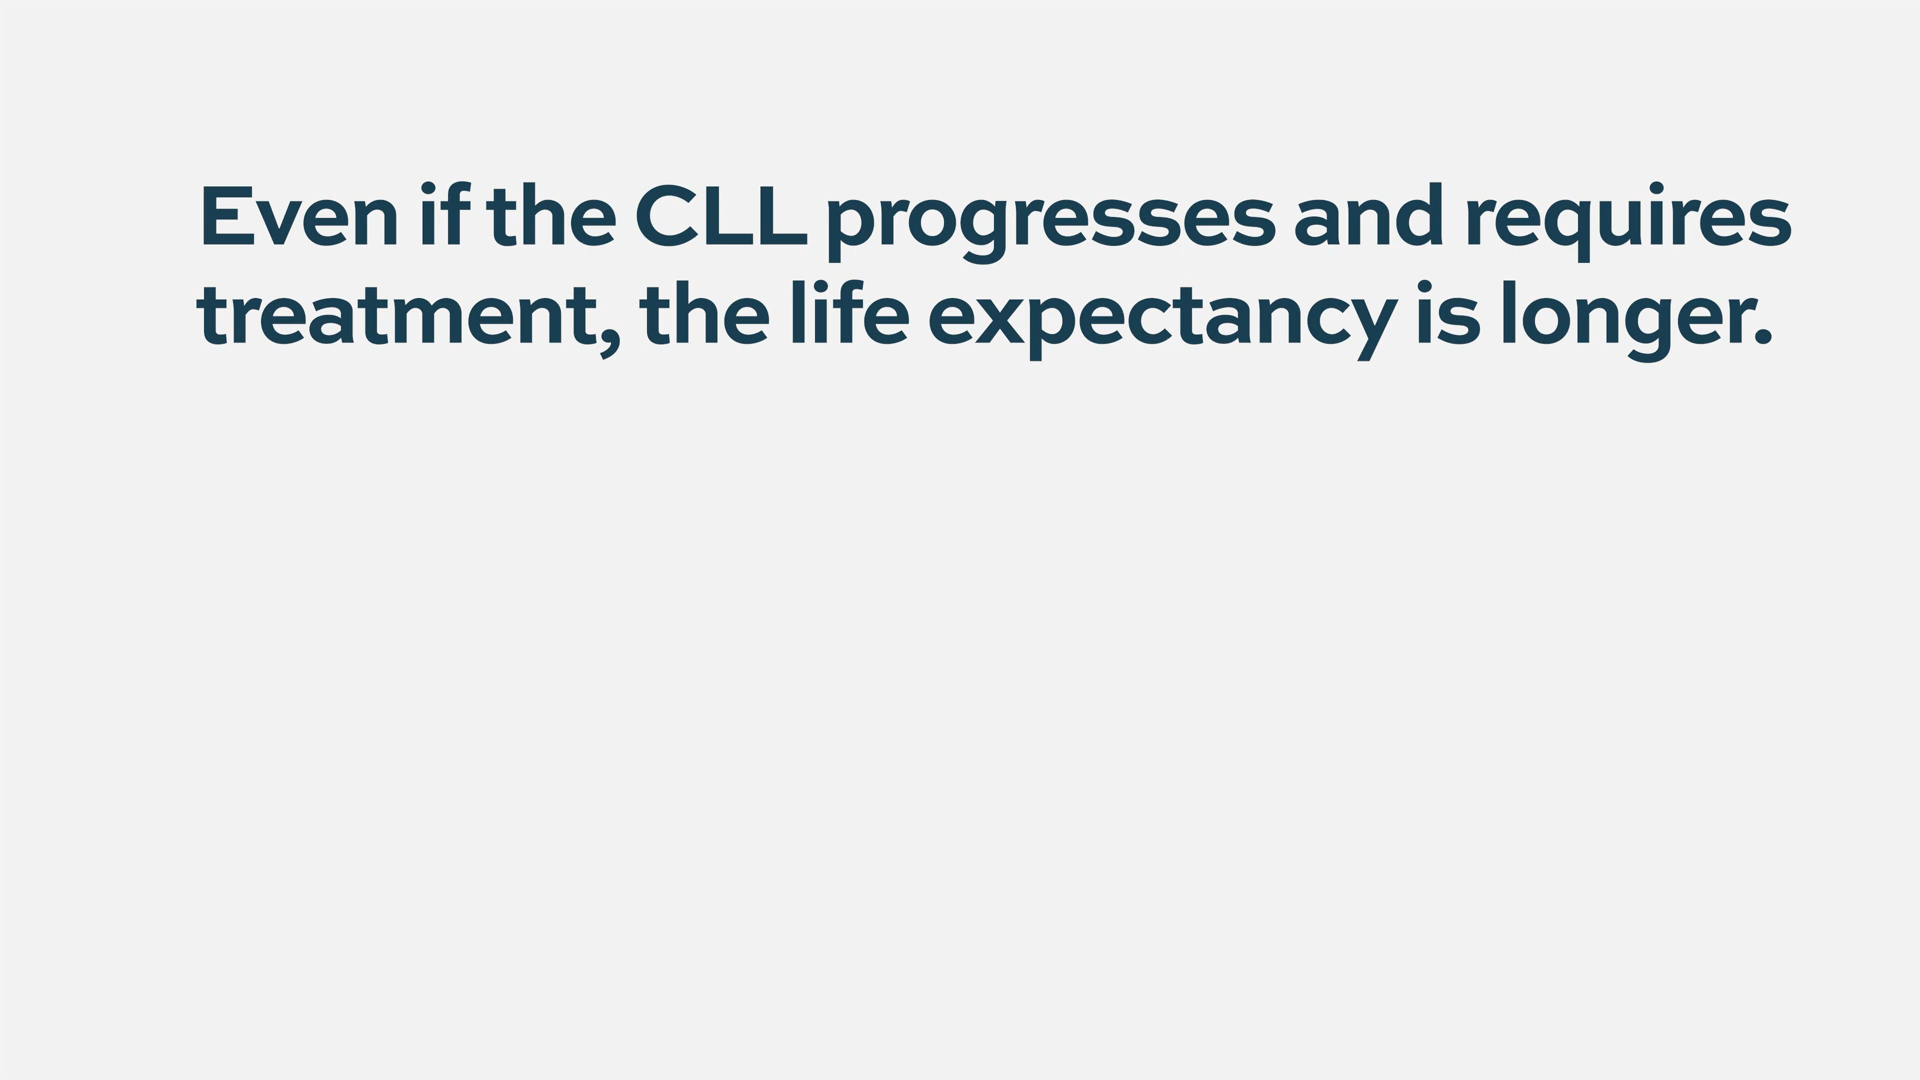 Even if the CLL progresses and requires
treatment, the life expectancy is longer.